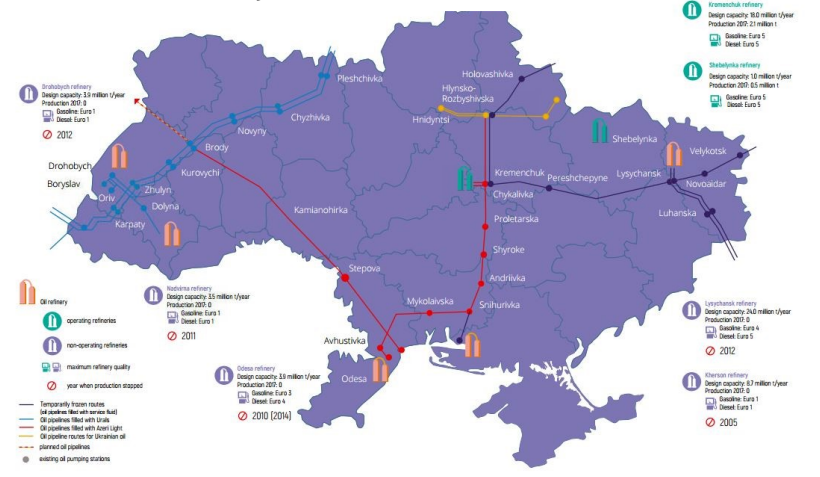 Kremenchuk refinery
Design capacity: 18.0 million t/year
Production 2017: 2.1 million t
Gasoline: Euro 5
Diesel: Euro 5
Shebelynka refinery
Design capacity: 1.0 million t/year
Production 2017: 0.5 million t
Gasoline: Euro 5
Diesel: Euro 5
Drohobych refinery
Design capacity: 3.9 million t/year
Production 2017: 0
Gasoline: Euro 1
Diesel: Euro 1
2012
Pleshchivka
Holovashivka
Hlynsko-
Rozbyshivska
Chyzhivka
Hnidyntsi
Novyny
Shebelynka
Brody
Velykotsk
Drohobych
Kurovychi
Kremenchuk
Pereshchepyne
Lysychansk
Boryslav
Zhulyn
Chykalivka
Novoaidar
Oriv
Dolyna
Kamianohirka
Luhanska
Karpaty
Proletarska
Shyroke
Stepova
Andriivka
Mykolaivska
Snihurivka
Avhustivka
Odesa
Nadvirna refinery
Design capacity: 3.5 million t/year
Production 2017: 0
Gasoline: Euro 1
Diesel: Euro 1
2011
Odesa refinery
Design capacity: 3.9 million t/year
Production 2017: 0
Gasoline: Euro 3
Diesel: Euro 4
2010 (2014)
Lysychansk refinery
Design capacity: 24.0 million t/year
Production 2017: 0
Gasoline: Euro 4
Diesel: Euro 5
2012
Kherson refinery
Design capacity: 8.7 million t/year
Production 2017: 0
Gasoline: Euro 1
Diesel: Euro 1
2005
Oil refinery
operating refineries
non-operating refineries
maximum refinery quality
year when production stopped
Temporarily frozen routes
(oil pipelines filled with service fluid)
Oil pipelines filled with Urals
Oil pipelines filled with Azeri Light
Oil pipeline routes for Ukrainian oil
planned oil pipelines
existing oil pumping stations